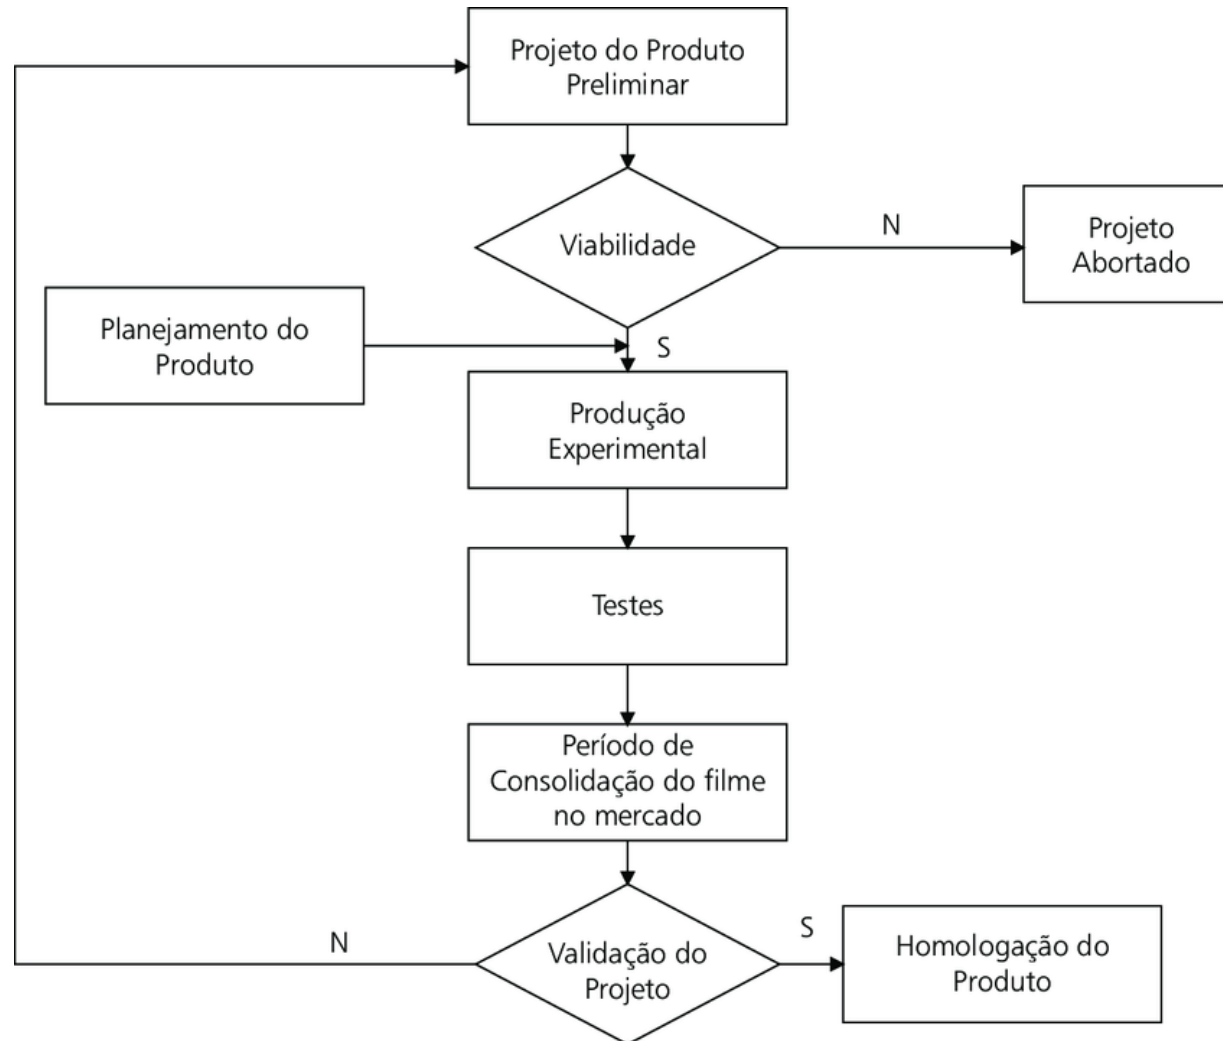 Projeto do Produto
Preliminar
Viabilidade
N
Projeto
Abortado
Planejamento do
Produto
S
Produção
Experimental
Testes
Período de
Consolidação do filme
no mercado
N
Validação do
Projeto
S
Homologação do
Produto